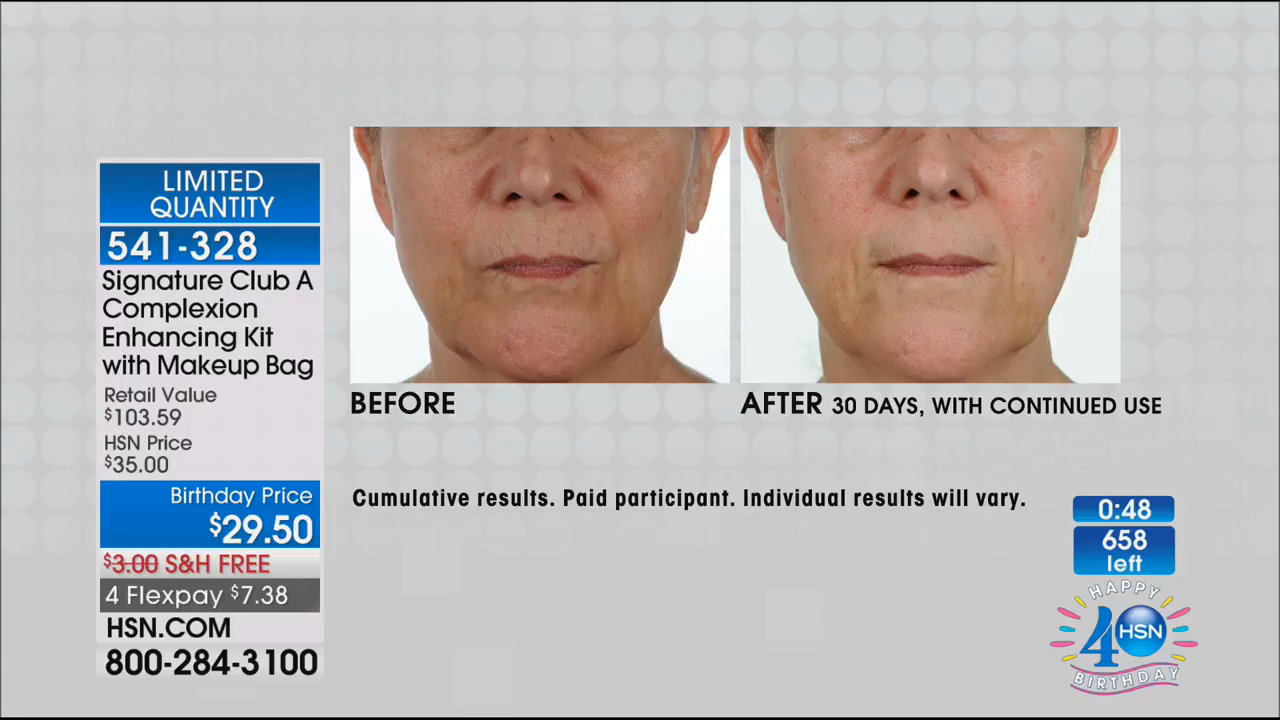 LIMITED
QUANTITY
541-328
Signature Club A
Complexion
Enhancing Kit
with Makeup Bag
Retail Value
$103.59
HSN Price
$35.00
Birthday Price
$29.50
$3.00 S&H FREE
4 Flexpay $7.38
HSN.COM
800-284-3100
BEFORE
AFTER 30 DAYS, WITH CONTINUED USE
Cumulative results. Paid participant. Individual results will vary.
0:48
658
left
HAPPY
40 HSN
BIRTHDAY